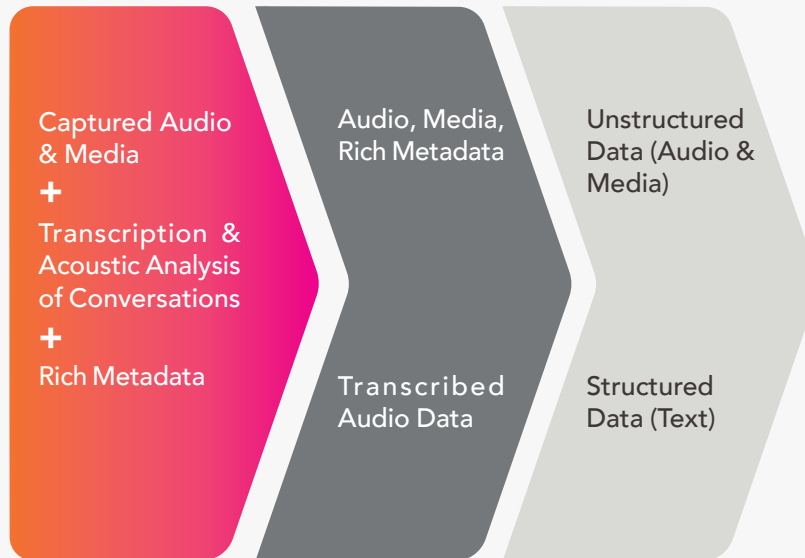 Captured Audio
& Media
+
Transcription &
Acoustic Analysis
of Conversations
+
Rich Metadata
Audio, Media,
Rich Metadata
Transcribed
Audio Data
Unstructured
Data (Audio &
Media)
Structured
Data (Text)